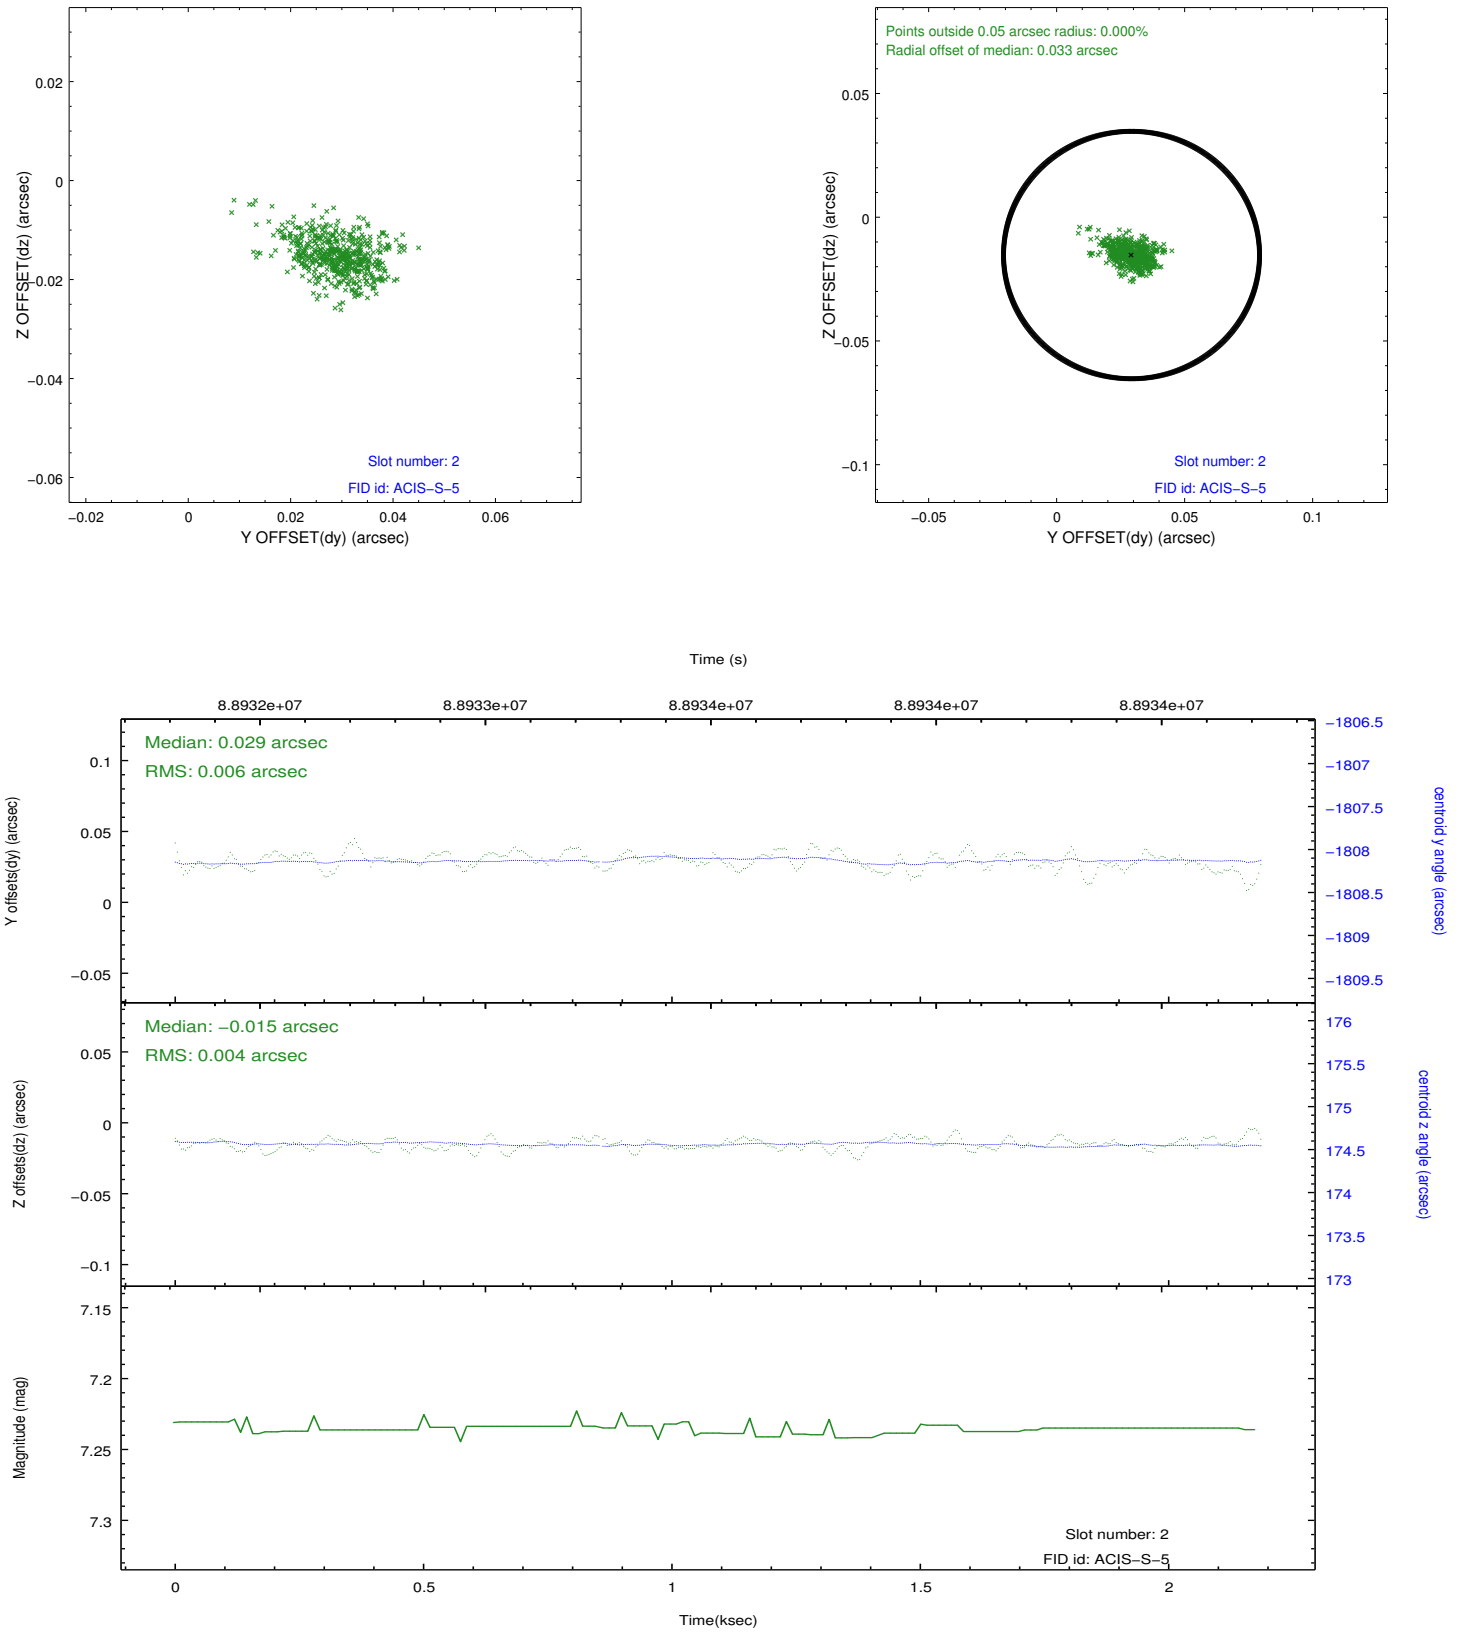 0.02
0
−0.02
−0.04
−0.06
Z OFFSET(dz) (arcsec)
Slot number: 2
FID id: ACIS−S−5
−0.02
0
0.02
0.04
0.06
Y OFFSET(dy) (arcsec)
Points outside 0.05 arcsec radius: 0.000%
Radial offset of median: 0.033 arcsec
0.05
0
−0.05
−0.1
Z OFFSET(dz) (arcsec)
Slot number: 2
FID id: ACIS−S−5
−0.05
0
0.05
0.1
Y OFFSET(dy) (arcsec)
Time (s)
8.8932e+07
8.8933e+07
8.8934e+07
8.8934e+07
8.8934e+07
Median: 0.029 arcsec
RMS: 0.006 arcsec
0.1
0.05
0
−0.05
Y offsets(dy) (arcsec)
−1806.5
−1807
−1807.5
−1808
−1808.5
−1809
−1809.5
centroid y angle (arcsec)
Median: −0.015 arcsec
RMS: 0.004 arcsec
0.05
0
−0.05
−0.1
Z offsets(dz) (arcsec)
176
175.5
175
174.5
174
173.5
173
centroid z angle (arcsec)
7.15
7.2
7.25
7.3
Magnitude (mag)
Slot number: 2
FID id: ACIS−S−5
0
0.5
1
1.5
2
Time(ksec)